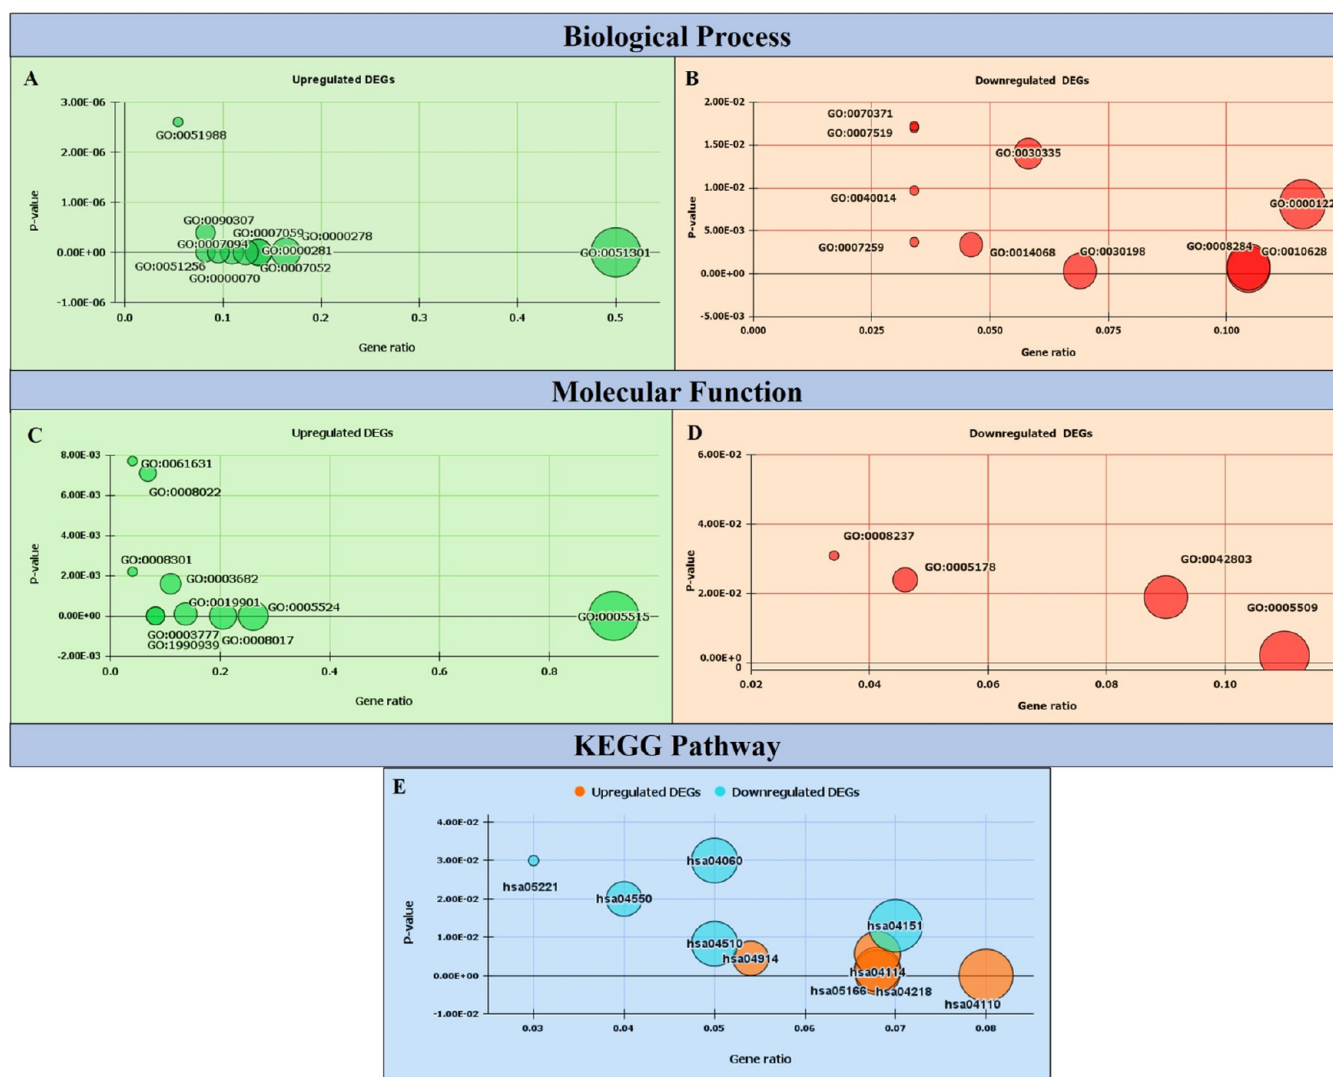 Biological Process
A
Upregulated DEGs
3.00E-06
2.00E-06
1.00E-06
0.00E+00
-1.00E-06
P-value
GO:0051988
GO:0090307
GO:0007059
GO:0000278
GO:0007094
GO:0000281
GO:0051301
GO:0051256
GO:0007052
GO:0000070
0.0
0.1
0.2
0.3
0.4
0.5
Gene ratio
B
Downregulated DEGs
2.00E-02
1.50E-02
1.00E-02
5.00E-03
0.00E+00
-5.00E-03
P-value
GO:0070371
GO:0007519
GO:0030335
GO:0040014
GO:0000122
GO:0007259
GO:0014068
GO:0030198
GO:0008284
GO:0010628
0.000
0.025
0.050
0.075
0.100
Gene ratio
Molecular Function
C
Upregulated DEGs
8.00E-03
6.00E-03
4.00E-03
2.00E-03
0.00E+00
-2.00E-03
P-value
GO:0061631
GO:0008022
GO:0008301
GO:0003682
GO:0019901
GO:0005524
GO:0005515
GO:0003777
GO:1990939
GO:0008017
0.0
0.2
0.4
0.6
0.8
Gene ratio
D
Downregulated DEGs
6.00E-02
4.00E-02
2.00E-02
0.00E+0
0
P-value
GO:0008237
GO:0005178
GO:0042803
GO:0005509
0.02
0.04
0.06
0.08
0.10
Gene ratio
KEGG Pathway
E
Upregulated DEGs
Downregulated DEGs
4.00E-02
3.00E-02
2.00E-02
1.00E-02
0.00E+00
-1.00E-02
P-value
hsa05221
hsa04060
hsa04550
hsa04151
hsa04510
hsa04914
hsa04114
hsa05166
hsa04218
hsa04110
0.03
0.04
0.05
0.06
0.07
0.08
Gene ratio